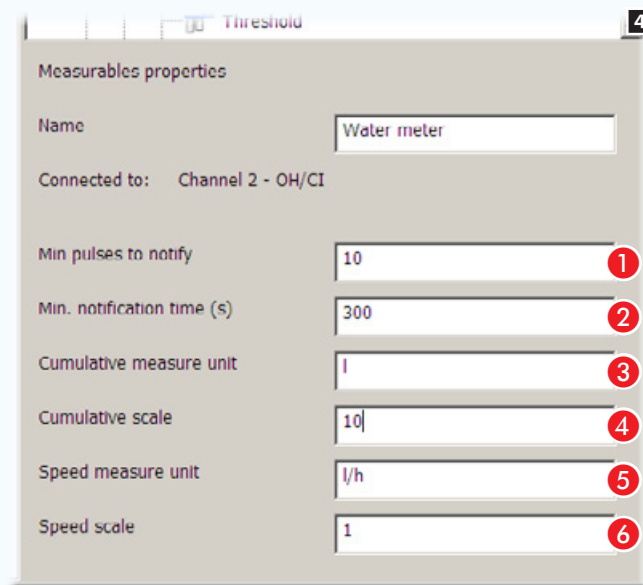 Threshold
4
Measurables properties
Name Water meter
Connected to: Channel 2 - OH/CI
Min pulses to notify 10 1
Min. notification time (s) 300 2
Cumulative measure unit l 3
Cumulative scale 10 4
Speed measure unit l/h 5
Speed scale 1 6